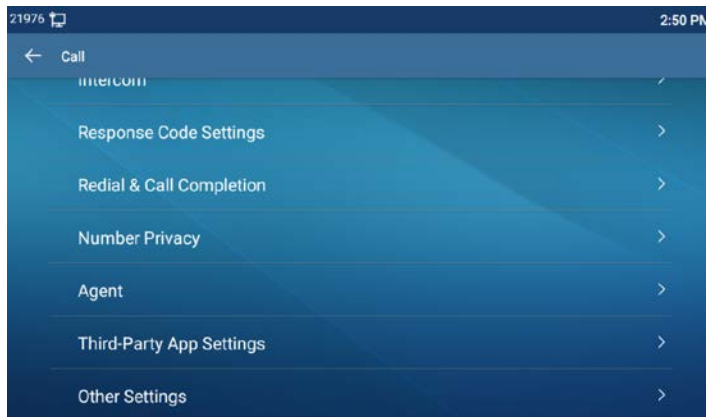 21976
2:50 PM
Call
Intercom
Response Code Settings
Redial & Call Completion
Number Privacy
Agent
Third-Party App Settings
Other Settings